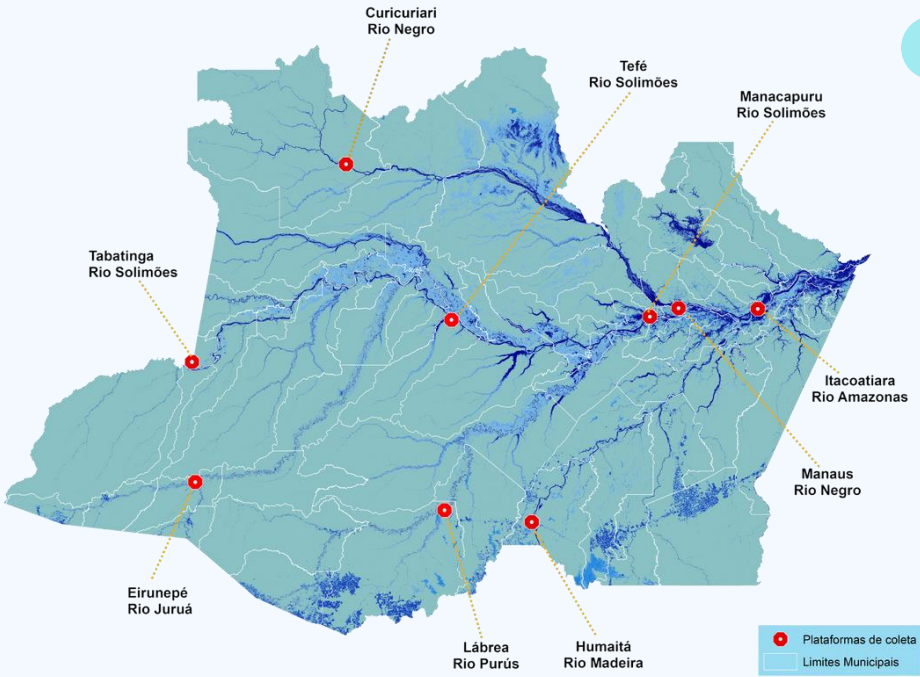 Curicuriari
Rio Negro
Tefé
Rio Solimões
Manacapuru
Rio Solimões
Tabatinga
Rio Solimões
Itacoatiara
Rio Amazonas
Manaus
Rio Negro
Eirunepé
Rio Juruá
Lábrea
Rio Purús
Humaitá
Rio Madeira
Plataformas de coleta
Limites Municipais